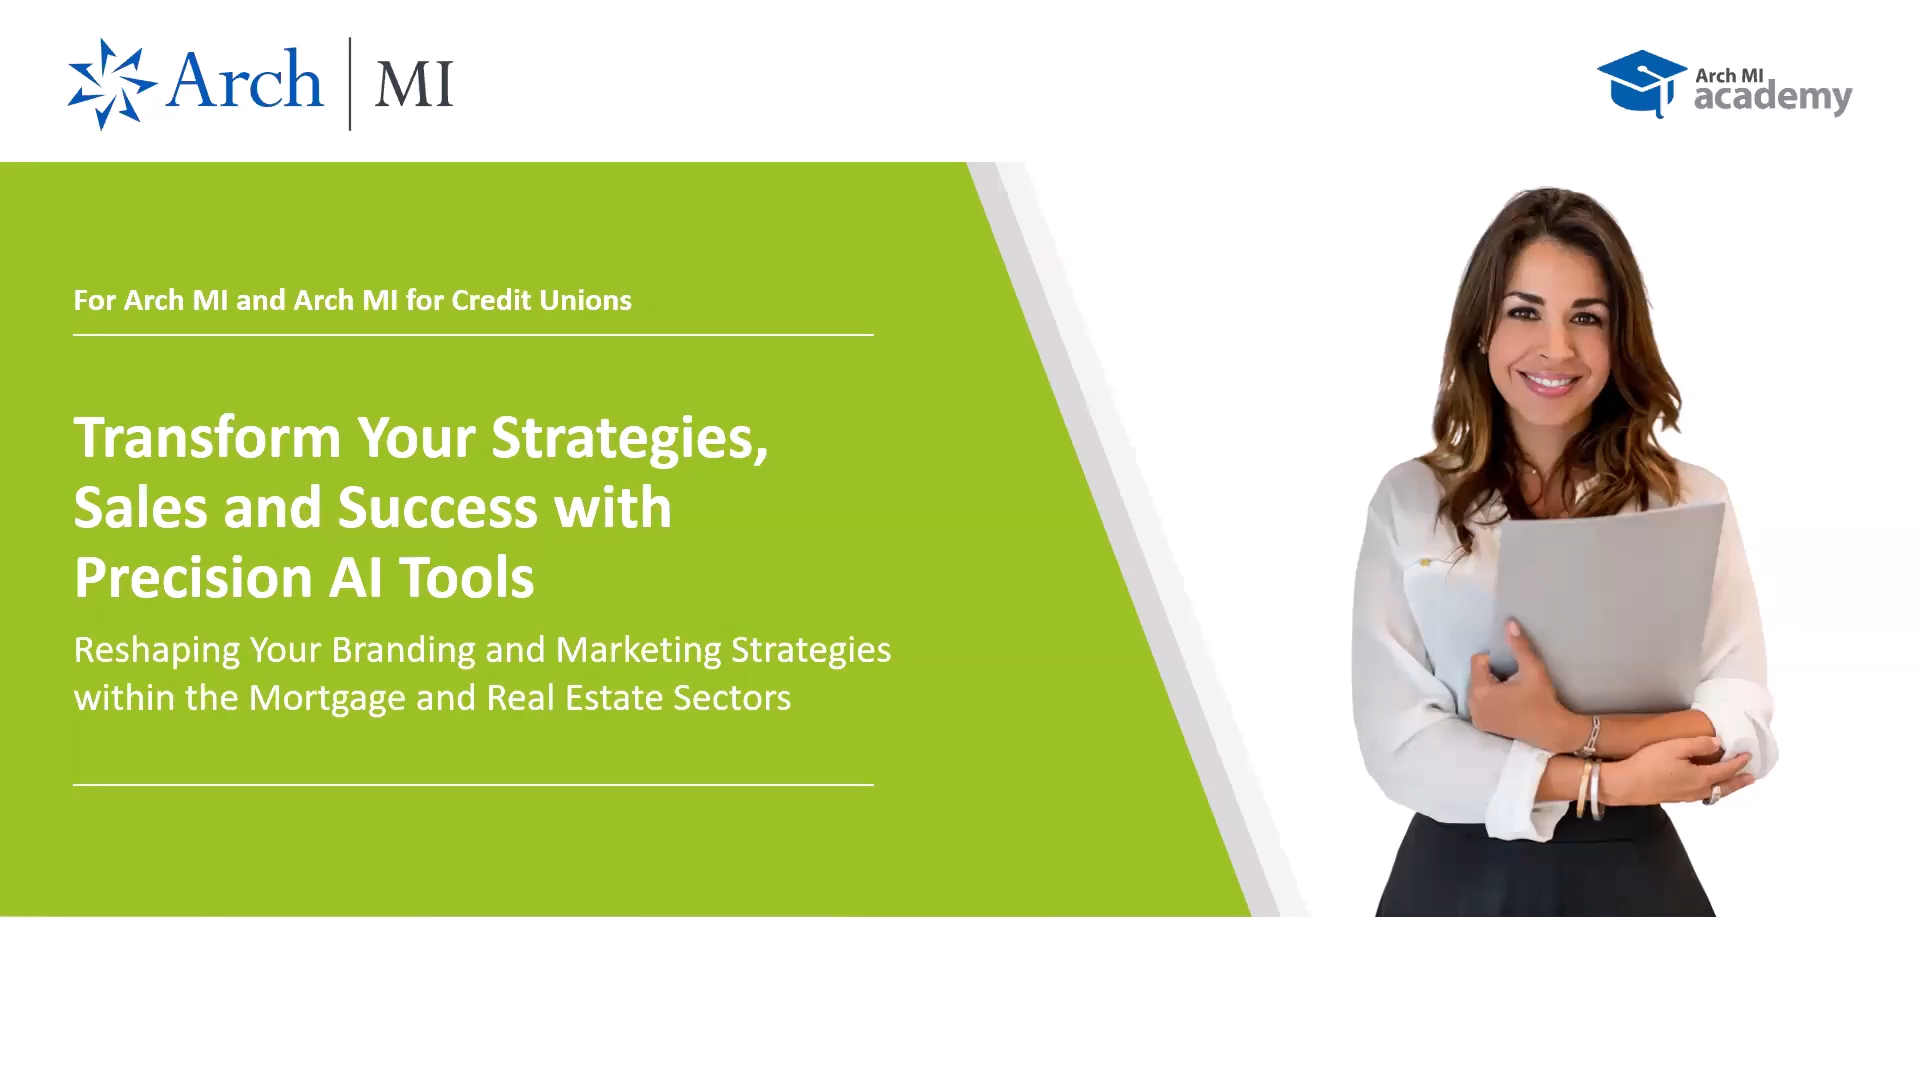 Arch | MI
Arch MI
academy
For Arch MI and Arch MI for Credit Unions
Transform Your Strategies,
Sales and Success with
Precision AI Tools
Reshaping Your Branding and Marketing Strategies
within the Mortgage and Real Estate Sectors